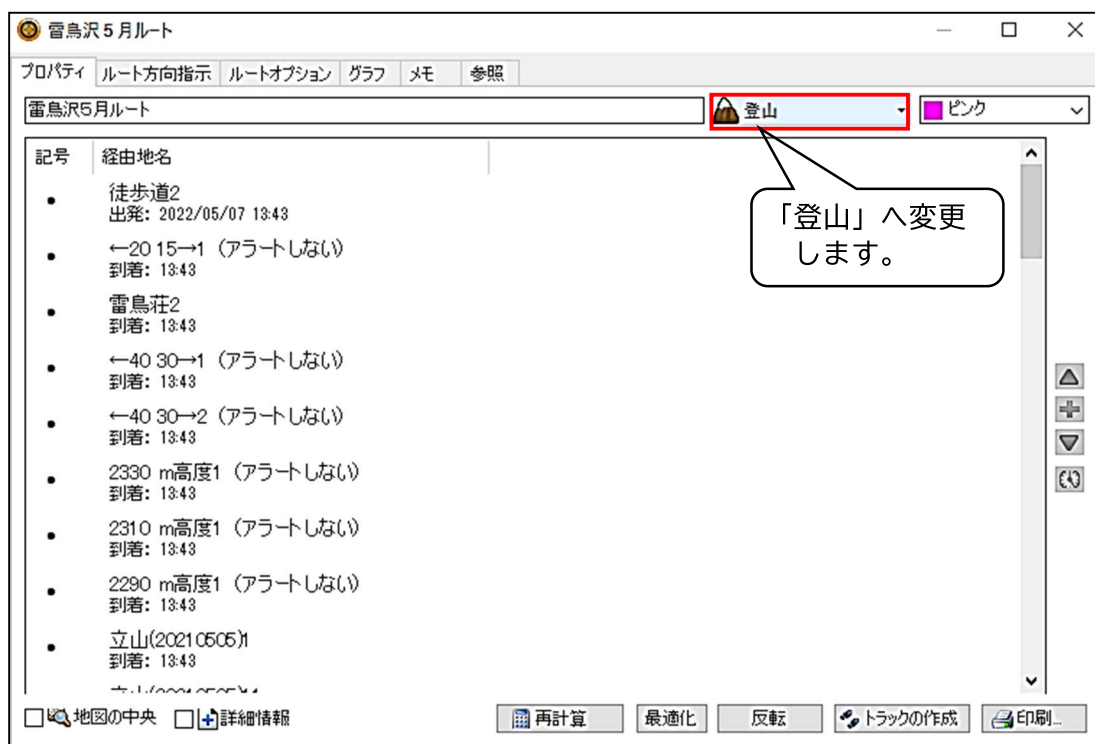 雷鳥沢5月ルート
プロパティ ルート方向指示 ルートオプション グラフ メモ 参照
雷鳥沢5月ルート 登山 ピンク
記号 経由地名
徒歩道2
出発: 2022/05/07 13:43
←20 15→1 (アラートしない)
到着: 13:43
雷鳥荘2
到着: 13:43
←40 30→1 (アラートしない)
到着: 13:43
←40 30→2 (アラートしない)
到着: 13:43
2330 m高度1 (アラートしない)
到着: 13:43
2310 m高度1 (アラートしない)
到着: 13:43
2290 m高度1 (アラートしない)
到着: 13:43
立山(20210505)1
到着: 13:43
「登山」へ変更
します。
地図の中央 詳細情報 再計算 最適化 反転 トラックの作成 印刷...